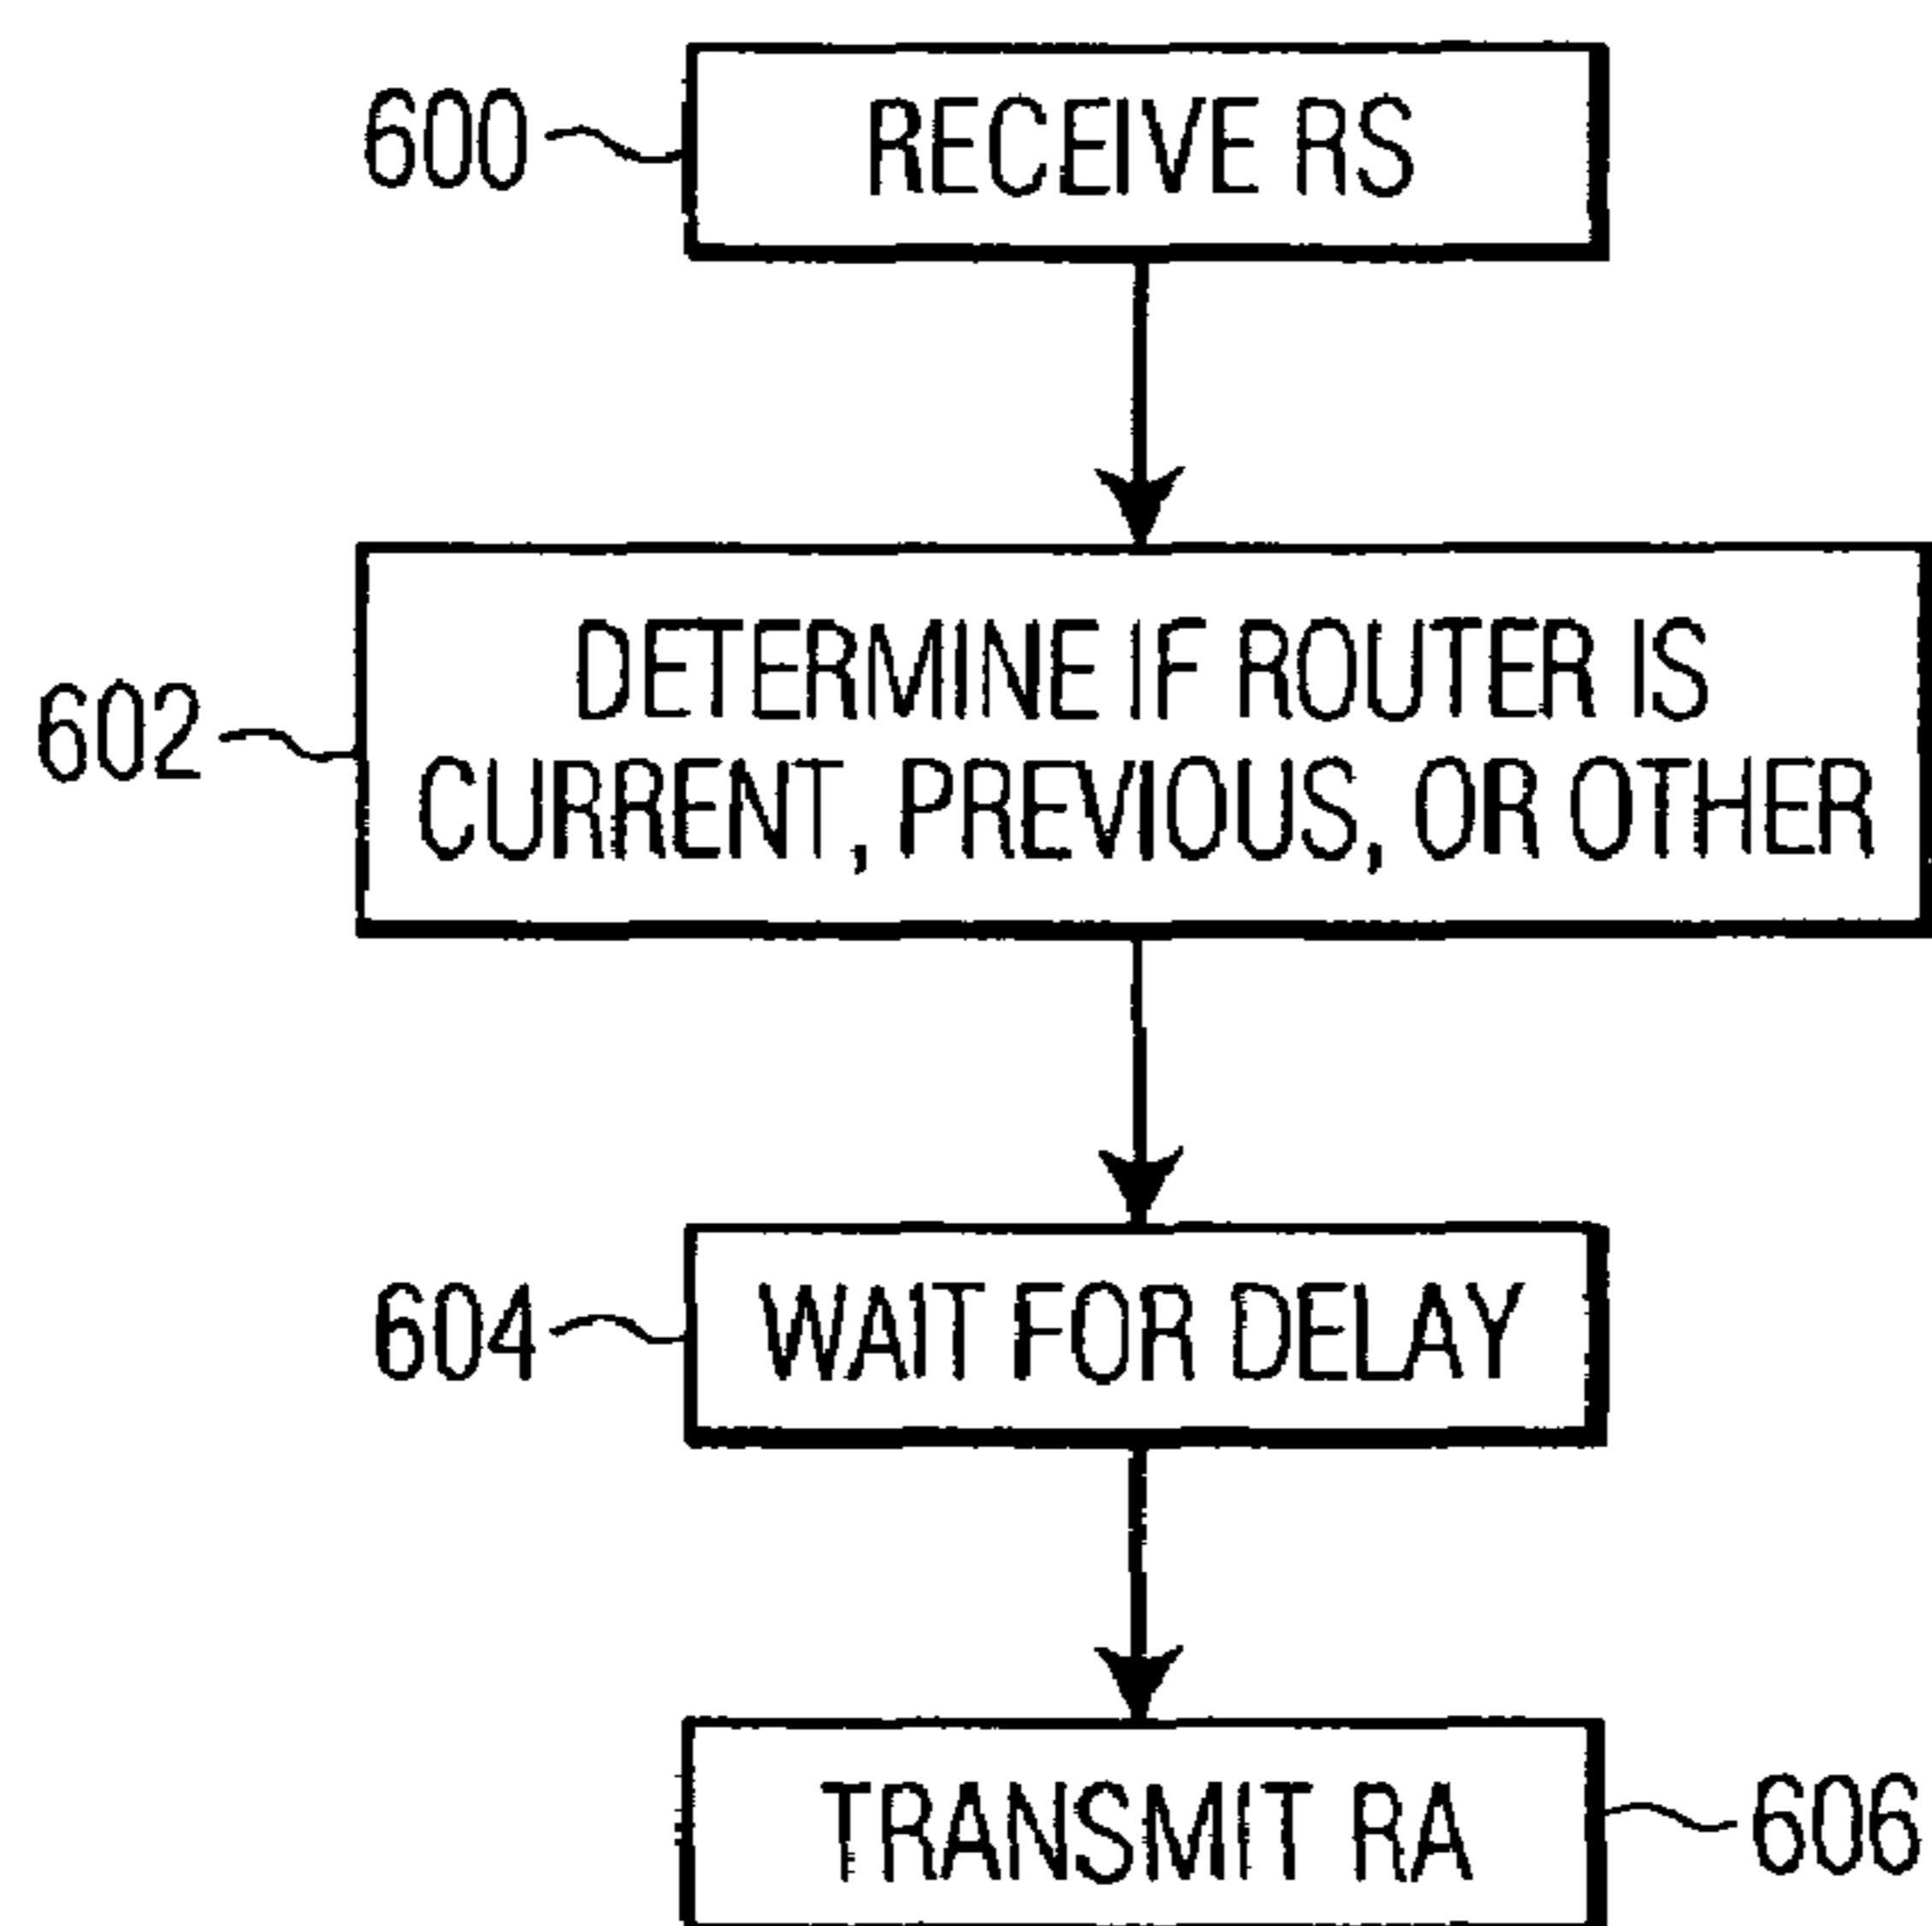 600
RECEIVE RS
602
DETERMINE IF ROUTER IS
CURRENT, PREVIOUS, OR OTHER
604
WAIT FOR DELAY
TRANSMIT RA
606